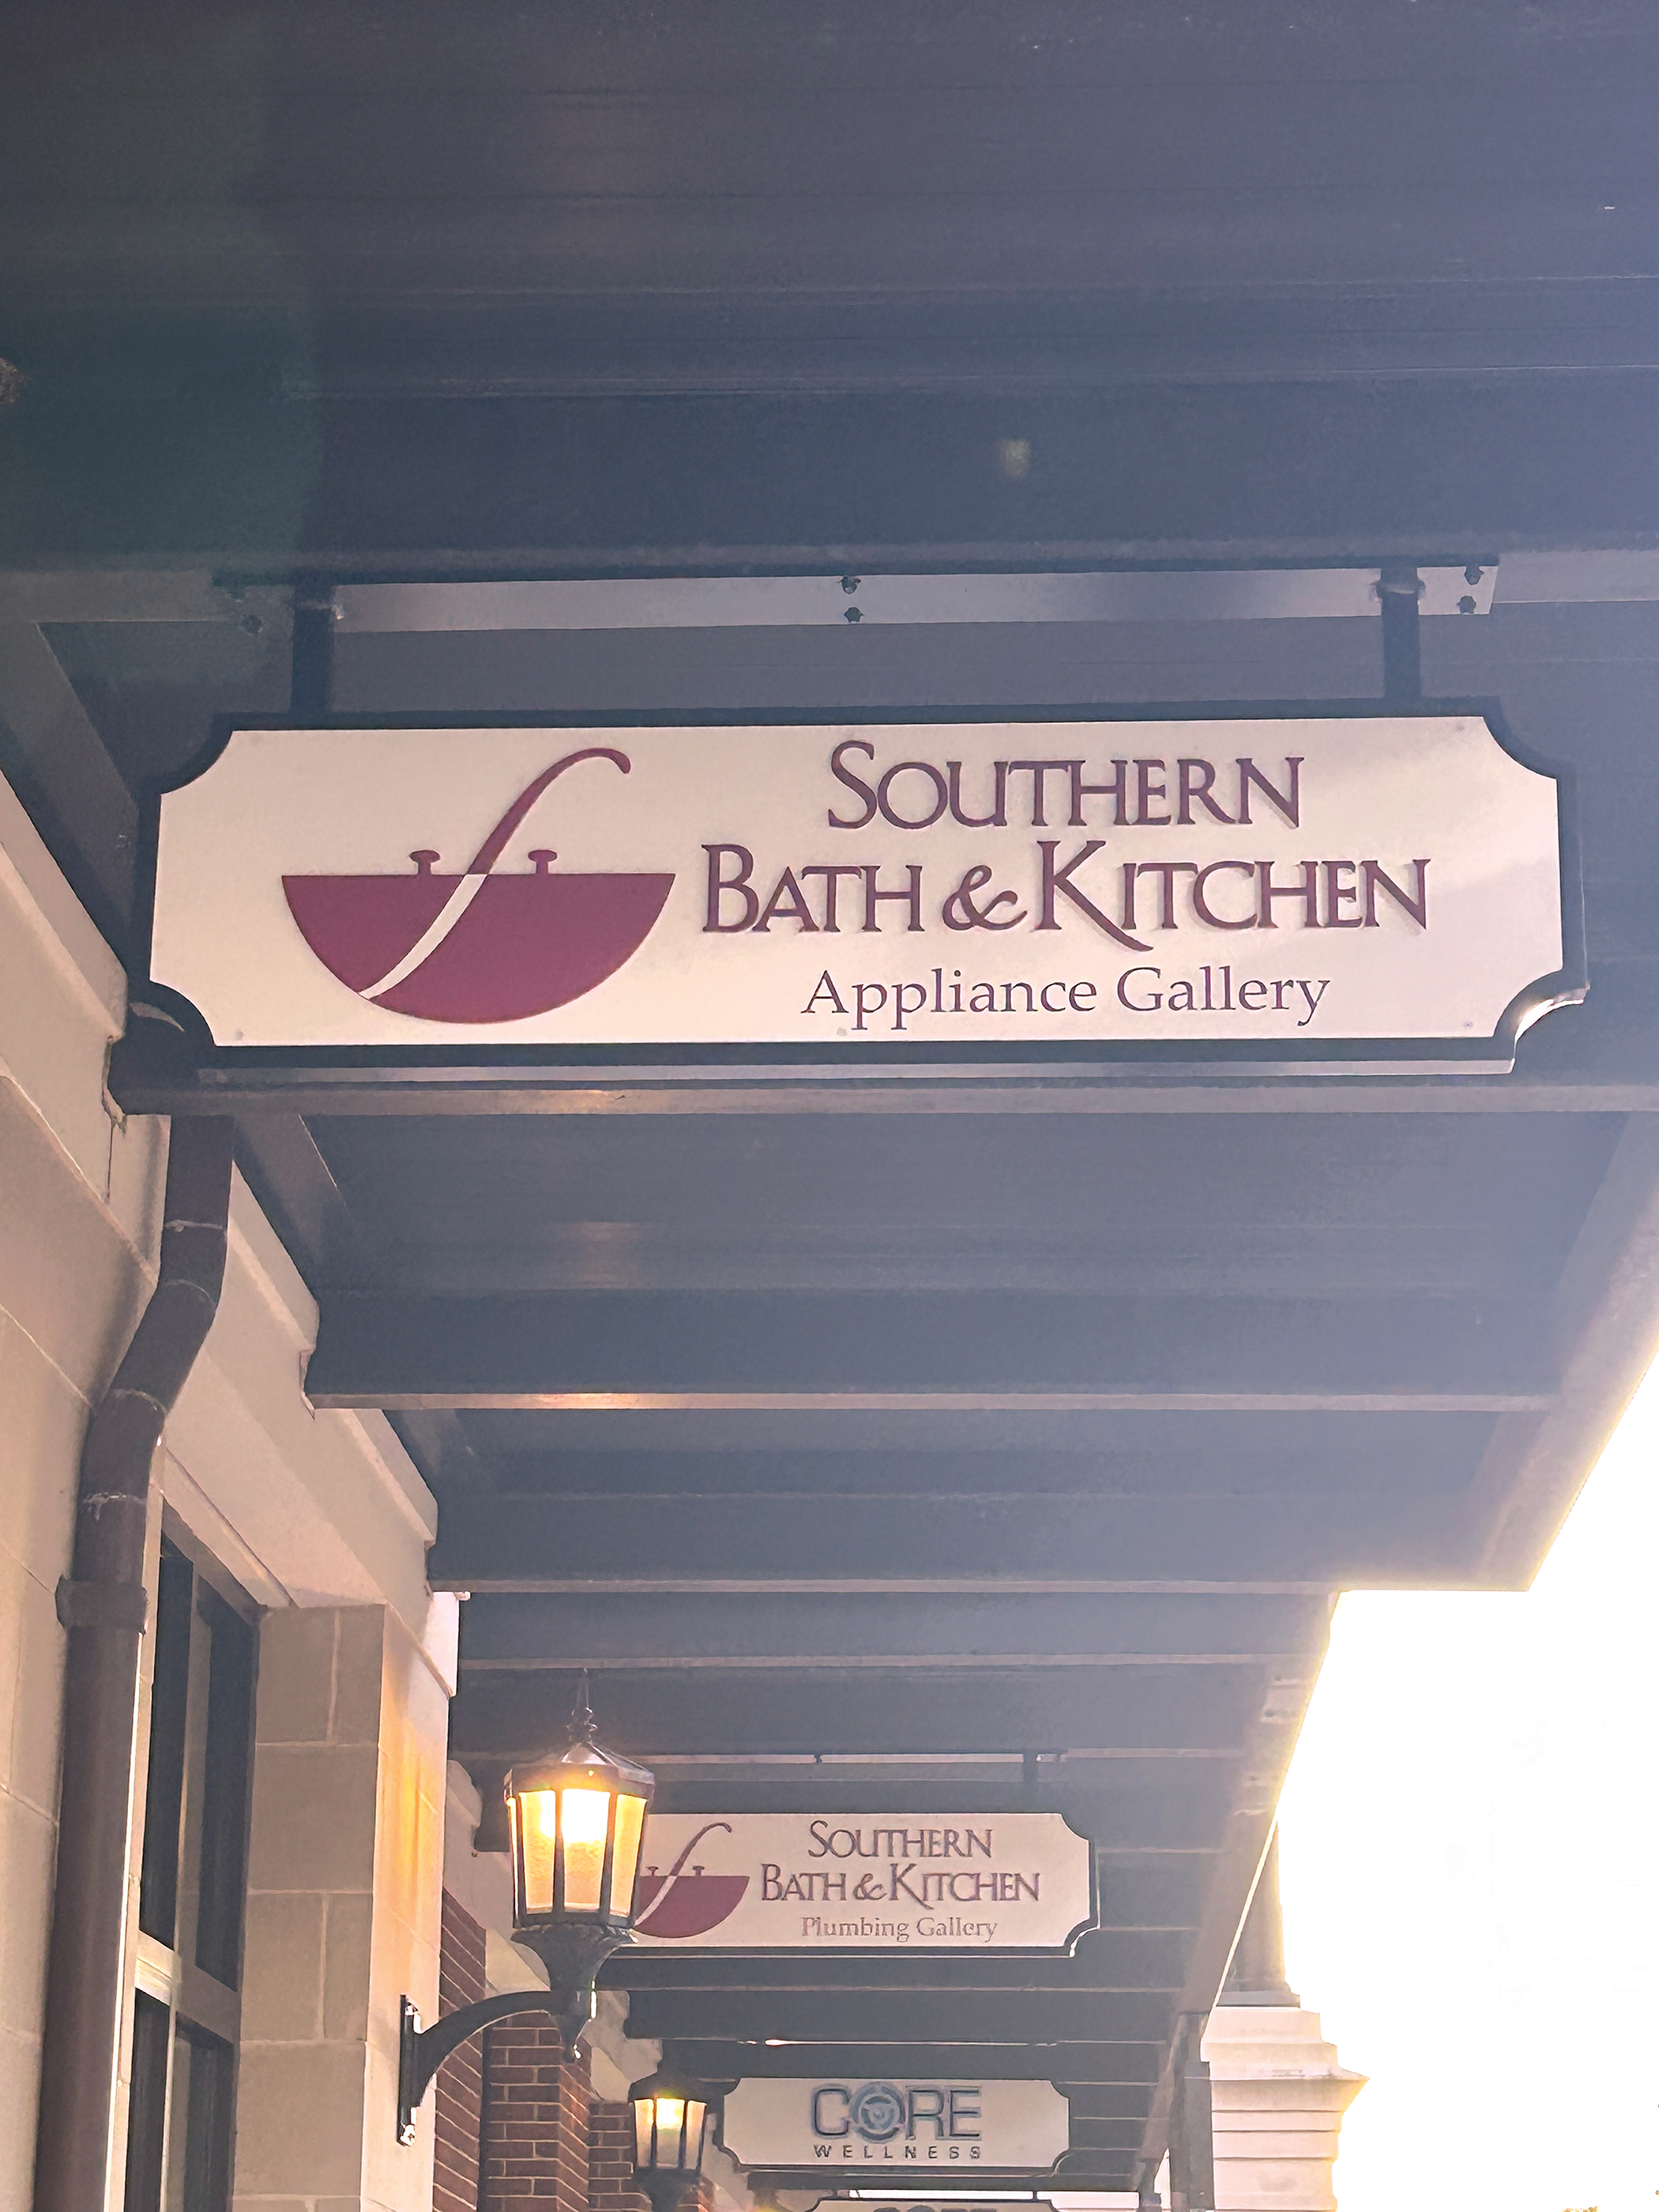 SOUTHERN
BATH & KITCHEN
Appliance Gallery
SOUTHERN
BATH & KITCHEN
Plumbing Gallery
CORE
WELLNESS